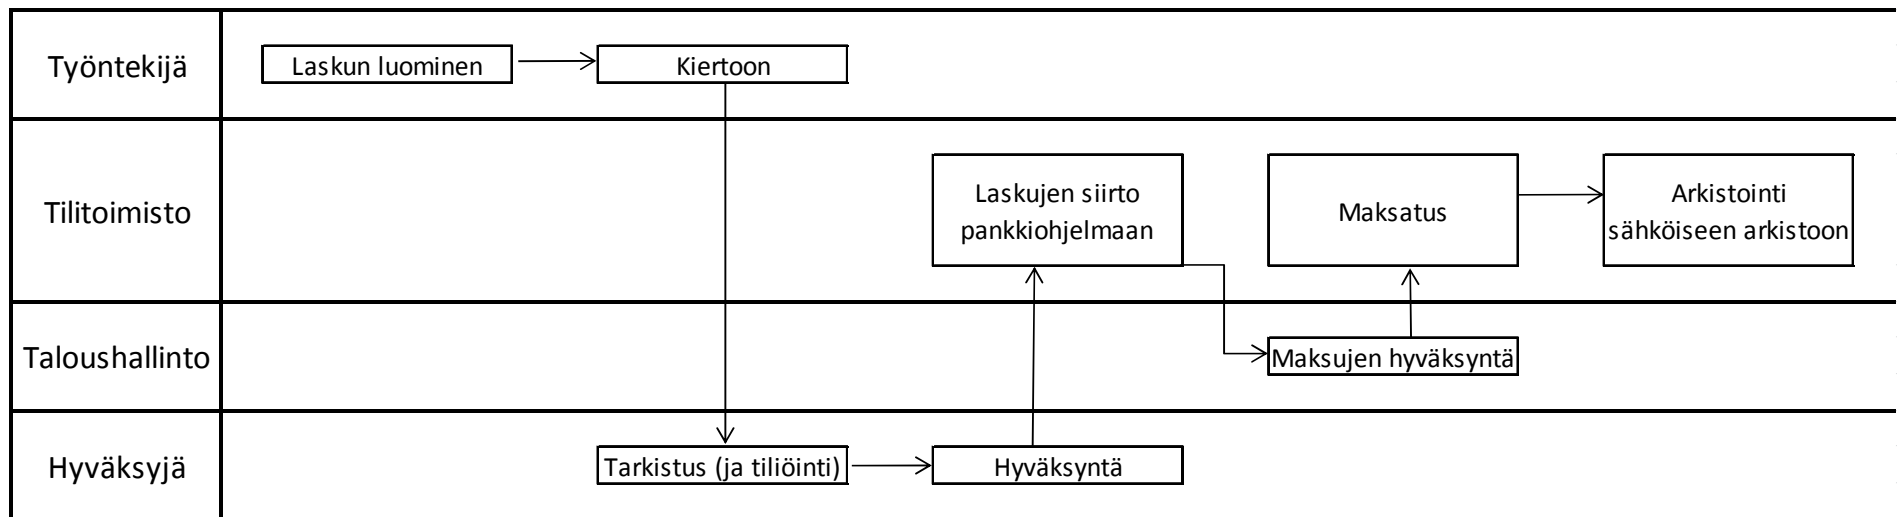 Työntekijä
Laskun luominen
Kiertoon
Tilitoimisto
Laskujen siirto
pankkiohjelmaan
Maksatus
Arkistointi
sähköiseen arkistoon
Taloushallinto
Maksujen hyväksyntä
Hyväksyjä
Tarkistus (ja tiliöinti)
Hyväksyntä